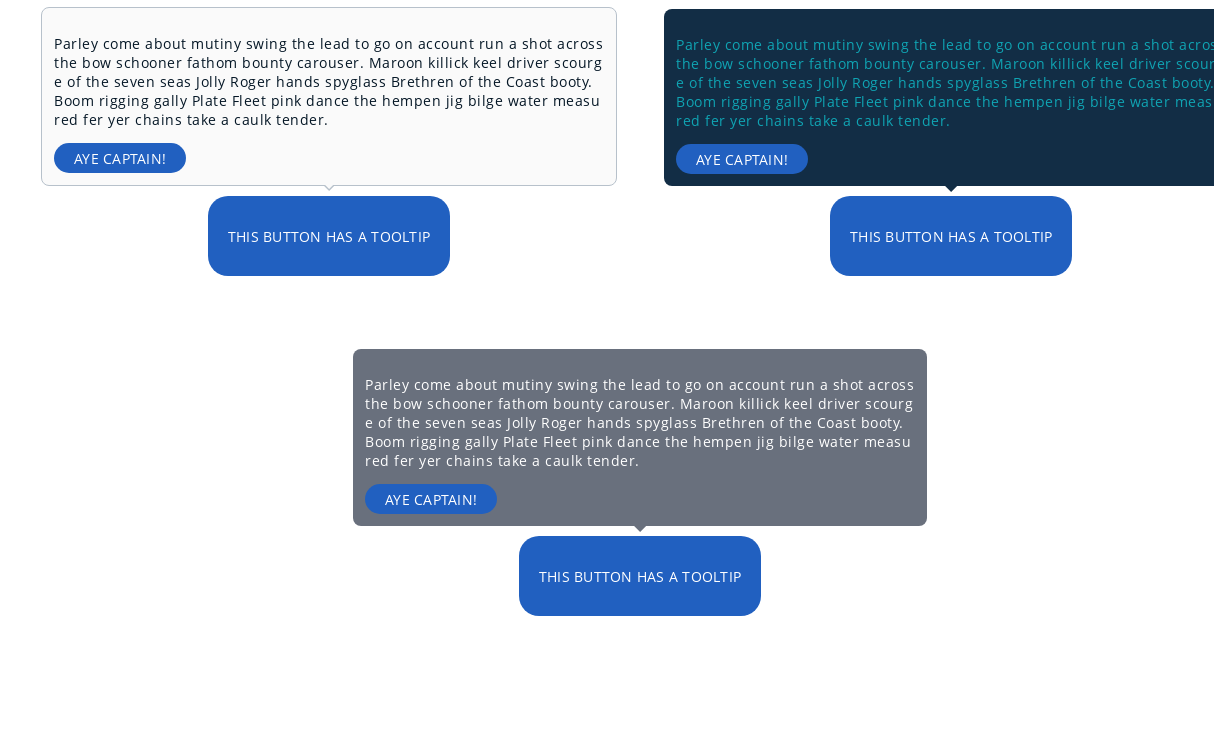 Parley come about mutiny swing the lead to go on account run a shot across
the bow schooner fathom bounty carouser. Maroon killick keel driver scourg
e of the seven seas Jolly Roger hands spyglass Brethren of the Coast booty.
Boom rigging gally Plate Fleet pink dance the hempen jig bilge water measu
red fer yer chains take a caulk tender.
AYE CAPTAIN!
THIS BUTTON HAS A TOOLTIP
Parley come about mutiny swing the lead to go on account run a shot acros
the bow schooner fathom bounty carouser. Maroon killick keel driver scour
e of the seven seas Jolly Roger hands spyglass Brethren of the Coast booty.
Boom rigging gally Plate Fleet pink dance the hempen jig bilge water meas
red fer yer chains take a caulk tender.
AYE CAPTAIN!
THIS BUTTON HAS A TOOLTIP
Parley come about mutiny swing the lead to go on account run a shot across
the bow schooner fathom bounty carouser. Maroon killick keel driver scourg
e of the seven seas Jolly Roger hands spyglass Brethren of the Coast booty.
Boom rigging gally Plate Fleet pink dance the hempen jig bilge water measu
red fer yer chains take a caulk tender.
AYE CAPTAIN!
THIS BUTTON HAS A TOOLTIP